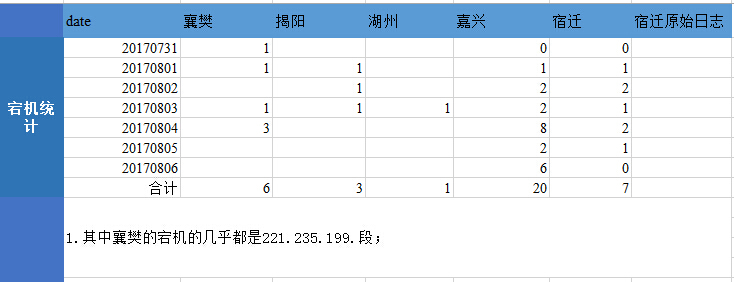 date 襄樊 揭阳 湖州 嘉兴 宿迁 宿迁原始日志
宕机统
计
20170731 1 0 0
20170801 1 1 1 1
20170802 1 2 2
20170803 1 1 1 2 1
20170804 3 8 2
20170805 2 1
20170806 6 0
合计 6 3 1 20 7
1.其中襄樊的宕机的几乎都是221.235.199.段;